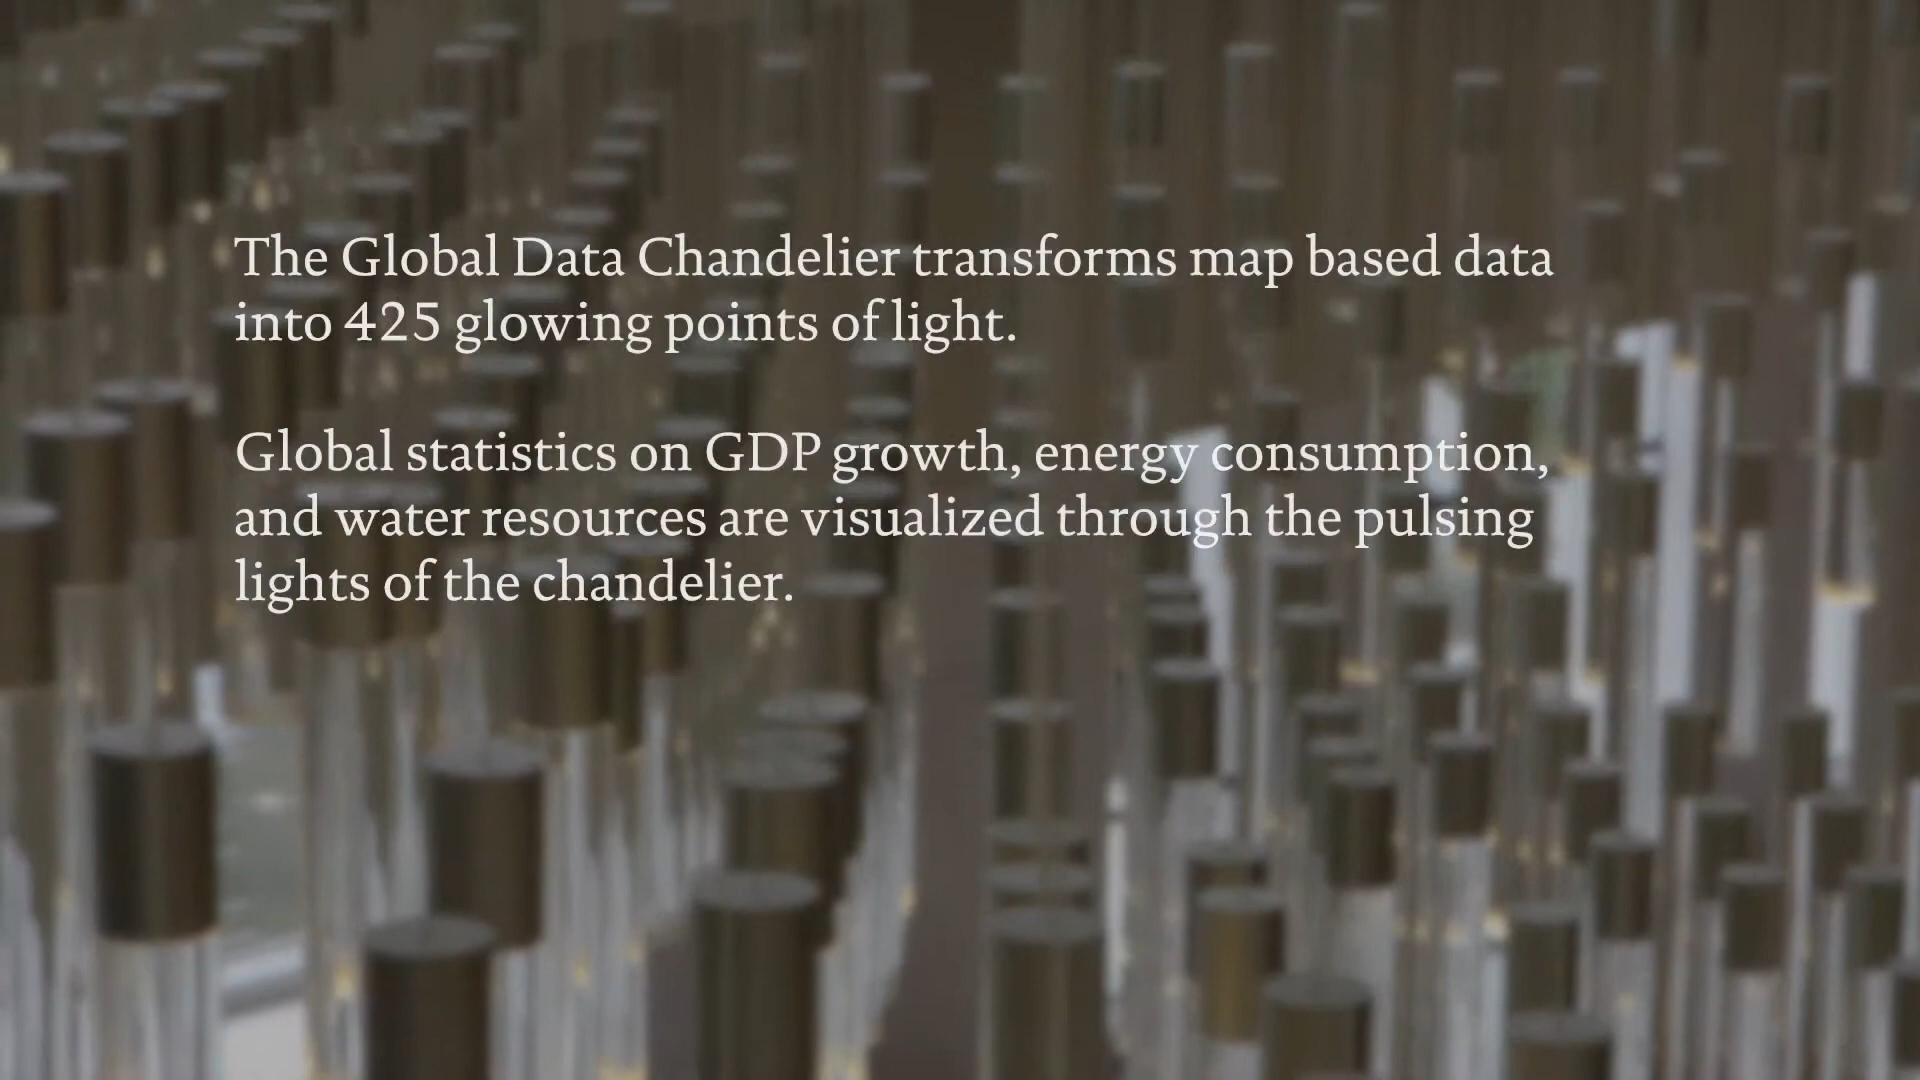 The Global Data Chandelier transforms map based data
into 425 glowing points of light.
Global statistics on GDP growth, energy consumption,
and water resources are visualized through the pulsing
lights of the chandelier.